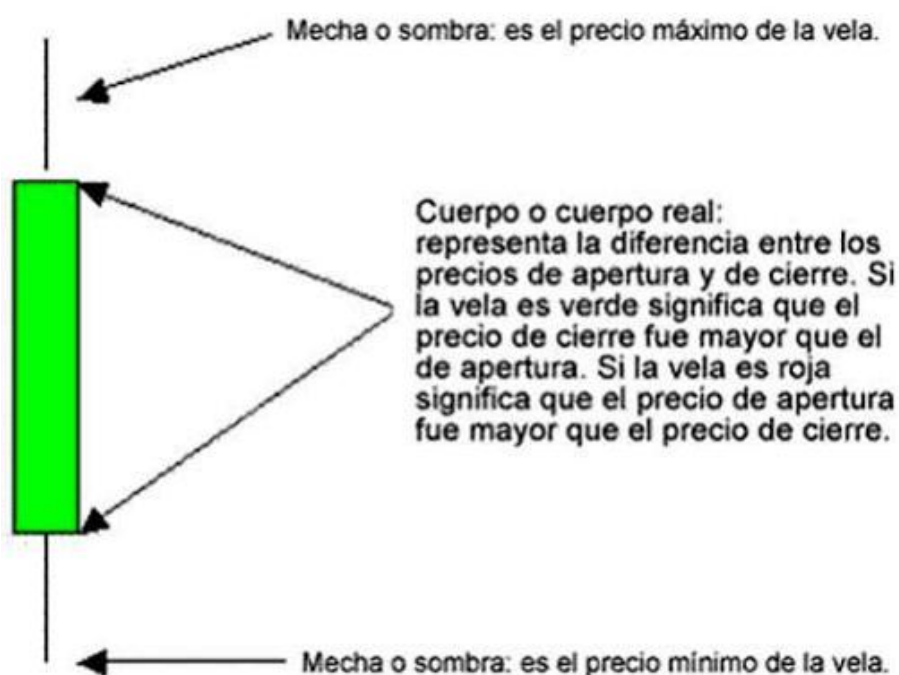 Mecha o sombra: es el precio máximo de la vela.
Cuerpo o cuerpo real:
representa la diferencia entre los
precios de apertura y de cierre. Si
la vela es verde significa que el
precio de cierre fue mayor que el
de apertura. Si la vela es roja
significa que el precio de apertura
fue mayor que el precio de cierre.
Mecha o sombra: es el precio mínimo de la vela.